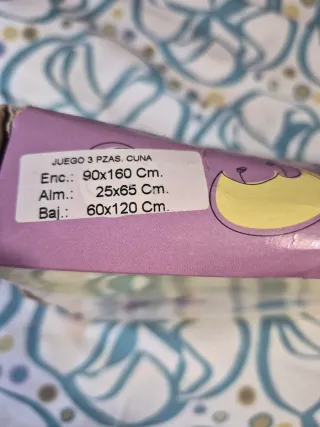 JUEGO 3 PZAS. CUNA
Enc.: 90x160 Cm.
Alm.: 25x65 Cm.
Baj.: 60x120 Cm.